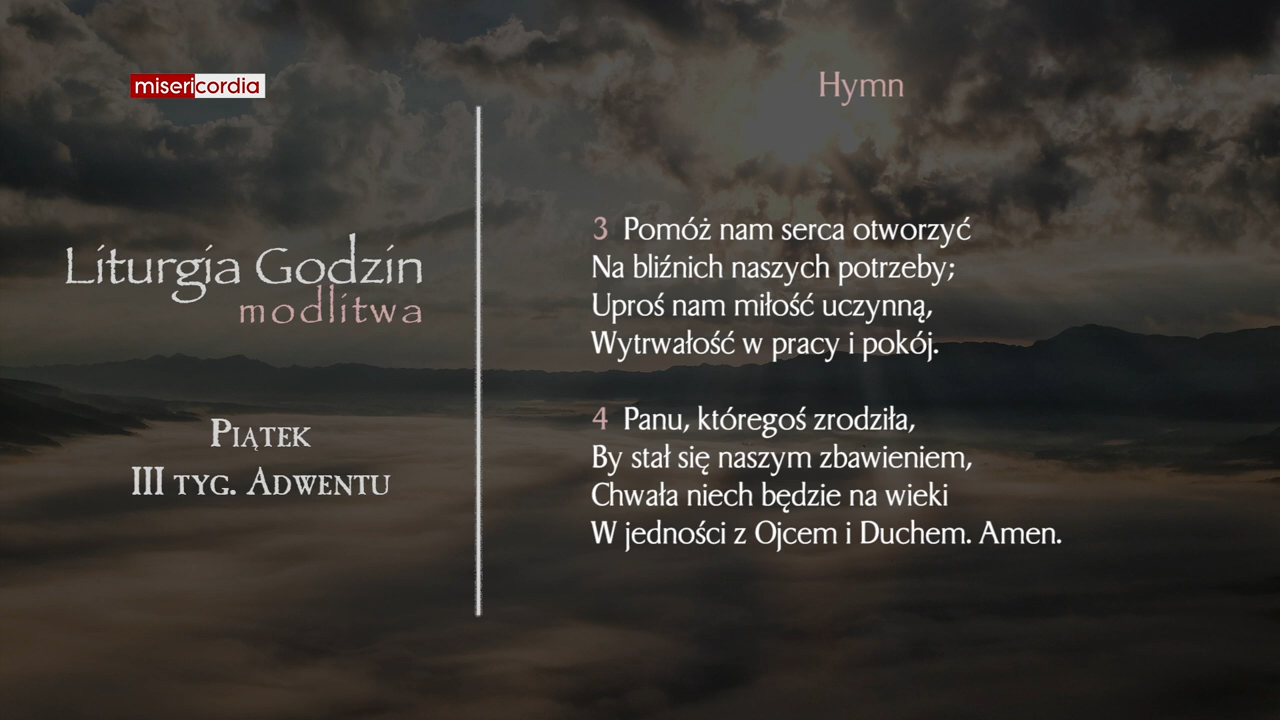 misericordia
Liturgia Godzin
modlitwa
Piątek
III tyg. Adwentu
Hymn
3 Pomóż nam serca otworzyć
Na bliźnich naszych potrzeby;
Uproś nam miłość uczynną,
Wytrwałość w pracy i pokój.
4 Panu, któregoś zrodziła,
By stał się naszym zbawieniem,
Chwała niech będzie na wieki
W jedności z Ojcem i Duchem. Amen.